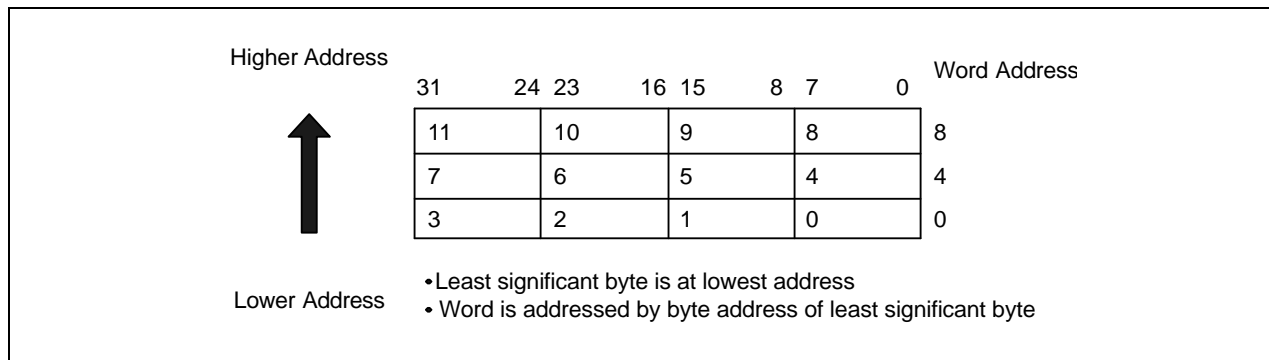 Higher Address
Word Address
31 24 23 16 15 8 7 0
11 10 9 8 8
7 6 5 4 4
3 2 1 0 0
Lower Address
•Least significant byte is at lowest address
• Word is addressed by byte address of least significant byte